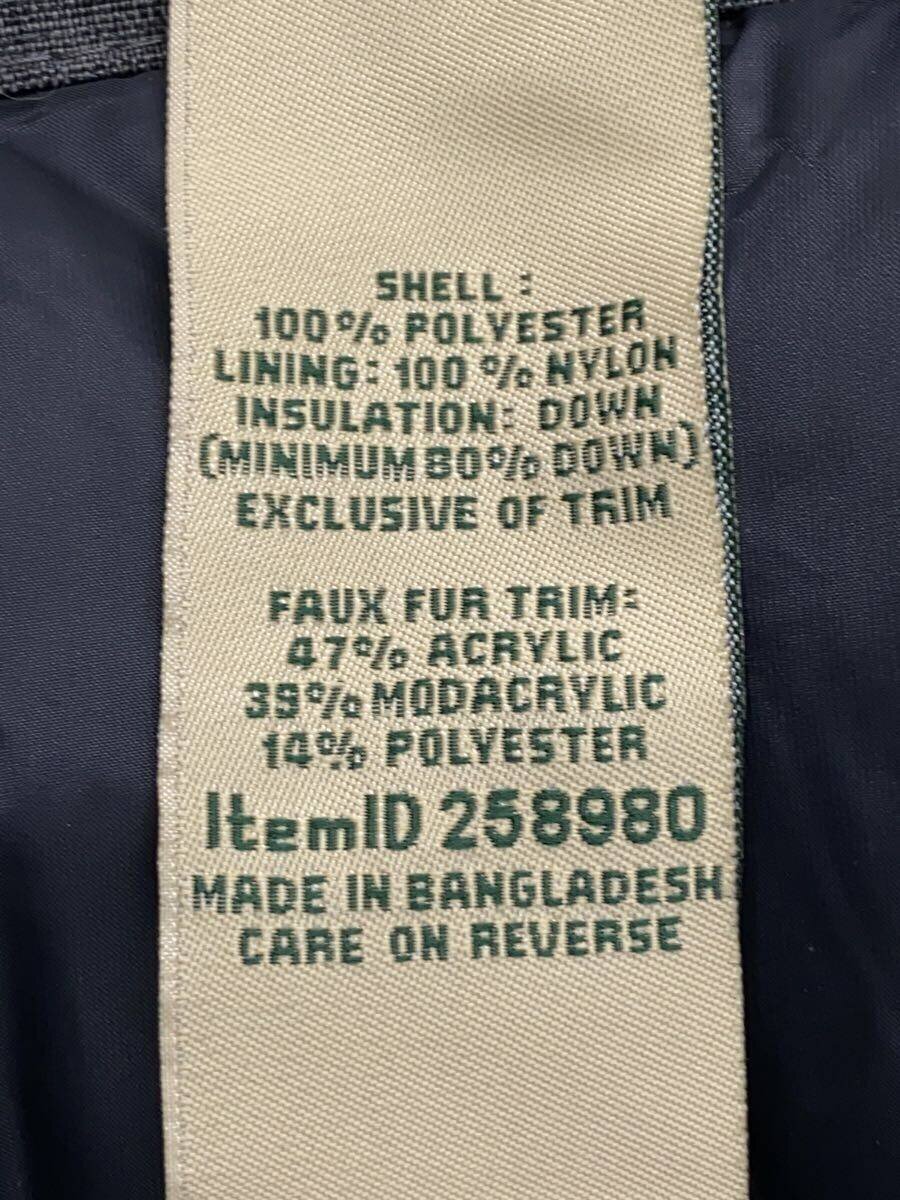 SHELL :
100% POLYESTER
LINING: 100 % NYLON
INSULATION: DOWN
(MINIMUM 80% DOWN)
EXCLUSIVE OF TRIM
FAUX FUR TRIM:
47% ACRYLIC
39% MODACRYLIC
14% POLYESTER
ItemID 258980
MADE IN BANGLADESH
CARE ON REVERSE